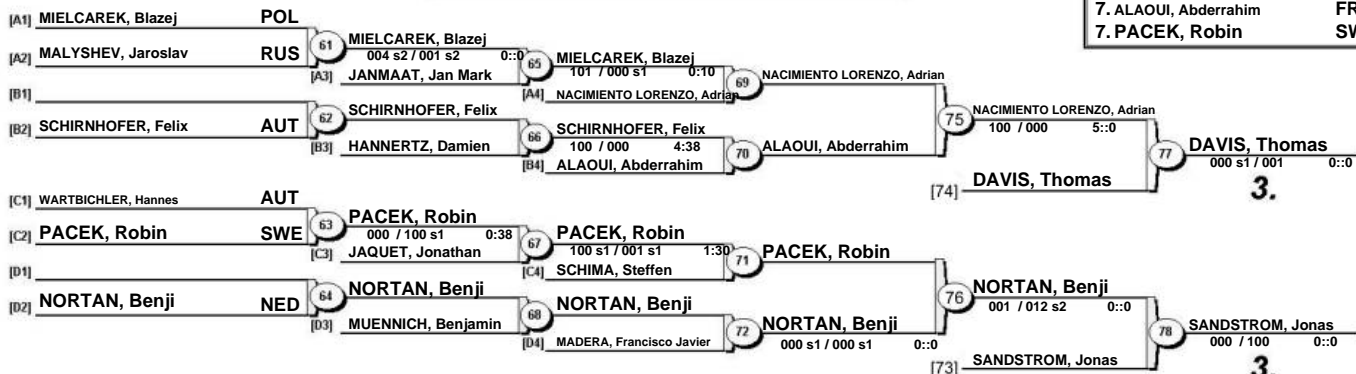 7. ALAOUI, Abderrahim FR
7. PACEK, Robin SW
[A1] MIELCAREK, Blazej POL
[A2] MALYSHEV, Jaroslav RUS
61
MIELCAREK, Blazej
004 s2 / 001 s2 0::0
[A3] JANMAAT, Jan Mark
65
MIELCAREK, Blazej
101 / 000 s1 0:10
[A4] NACIMIENTO LORENZO, Adrian
69
NACIMIENTO LORENZO, Adrian
[B1]
[B2] SCHIRNHOFER, Felix AUT
62
SCHIRNHOFER, Felix
[B3] HANNERTZ, Damien
66
SCHIRNHOFER, Felix
100 / 000 4:38
[B4] ALAOUI, Abderrahim
70
ALAOUI, Abderrahim
75
NACIMIENTO LORENZO, Adrian
100 / 000 5::0
[74] DAVIS, Thomas
77
DAVIS, Thomas
000 s1 / 001 0::0
3.
[C1] WARTBICHLER, Hannes AUT
[C2] PACEK, Robin SWE
63
PACEK, Robin
000 / 100 s1 0:38
[C3] JAQUET, Jonathan
67
PACEK, Robin
100 s1 / 001 s1 1:30
[C4] SCHIMA, Steffen
71
PACEK, Robin
[D1]
[D2] NORTAN, Benji NED
64
NORTAN, Benji
[D3] MUENNICH, Benjamin
68
NORTAN, Benji
[D4] MADERA, Francisco Javier
72
NORTAN, Benji
000 s1 / 000 s1 0::0
76
NORTAN, Benji
001 / 012 s2 0::0
[73] SANDSTROM, Jonas
78
SANDSTROM, Jonas
000 / 100 0::0
3.